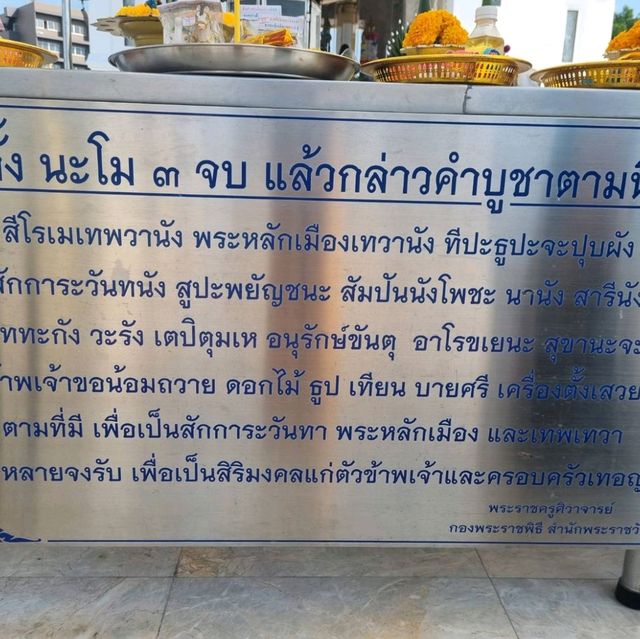 นะโม ๓ จบ แล้วกล่าวคำบูชาตาม
สีโรเมเทพวานัง พระหลักเมืองเทวานัง ทีปะธูปะจะปุบผัง
สักการะวันทนัง สูปะพยัญชนะ สัมปันนังโพชะ นานัง สารีนัง
วะรัง เตปิตุมเห อนุรักษ์ขันตุ อาโรขเยนะ สุขานะจะ
ข้าพเจ้าขอน้อมถวาย ดอกไม้ ธูป เทียน บายศรี เครื่องตั้งเสวย
ตามที่มี เพื่อเป็นสักการะวันทา พระหลักเมือง และเทพเทวา
หลายจงรับ เพื่อเป็นสิริมงคลแก่ตัวข้าพเจ้าและครอบครัวเทอญ
พระราชครูศิวาจารย์
กองพระราชพิธี สำนักพระราชวัง